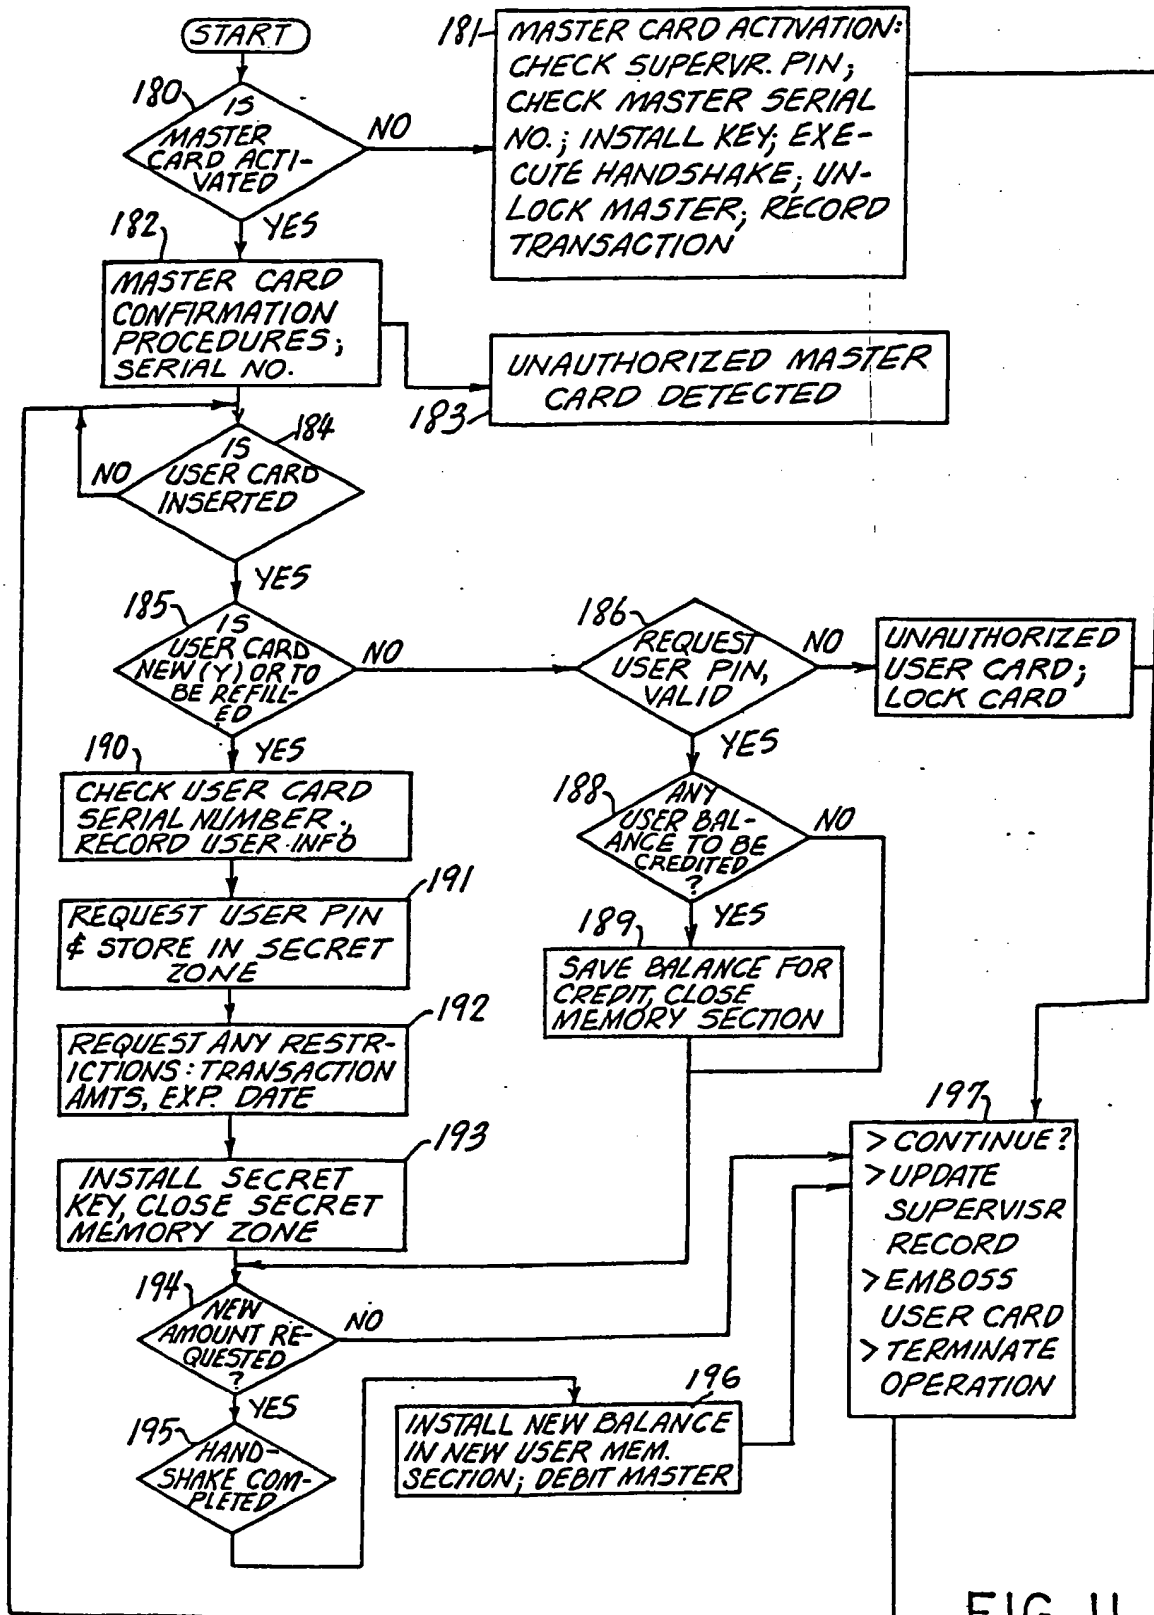 START
180
IS
MASTER
CARD ACTI-
VATED
NO
YES
181
MASTER CARD ACTIVATION:
CHECK SUPERVR. PIN;
CHECK MASTER SERIAL
NO.; INSTALL KEY; EXE-
CUTE HANDSHAKE; UN-
LOCK MASTER; RECORD
TRANSACTION
182
MASTER CARD
CONFIRMATION
PROCEDURES;
SERIAL NO.
UNAUTHORIZED MASTER
CARD DETECTED
183
184
IS
USER CARD
INSERTED
NO
YES
185
IS
USER CARD
NEW (Y) OR TO
BE REFILL-
ED
NO
YES
186
REQUEST
USER PIN,
VALID
NO
YES
UNAUTHORIZED
USER CARD;
LOCK CARD
188
ANY
USER BAL-
ANCE TO BE
CREDITED
?
NO
YES
189
SAVE BALANCE FOR
CREDIT, CLOSE
MEMORY SECTION
190
CHECK USER CARD
SERIAL NUMBER;
RECORD USER INFO
191
REQUEST USER PIN
& STORE IN SECRET
ZONE
192
REQUEST ANY RESTR-
ICTIONS: TRANSACTION
AMTS, EXP. DATE
193
INSTALL SECRET
KEY, CLOSE SECRET
MEMORY ZONE
194
NEW
AMOUNT RE-
QUESTED
?
NO
YES
195
HAND-
SHAKE COM-
PLETED
196
INSTALL NEW BALANCE
IN NEW USER MEM.
SECTION; DEBIT MASTER
197
> CONTINUE?
> UPDATE
SUPERVISR
RECORD
> EMBOSS
USER CARD
> TERMINATE
OPERATION
FIG. 11